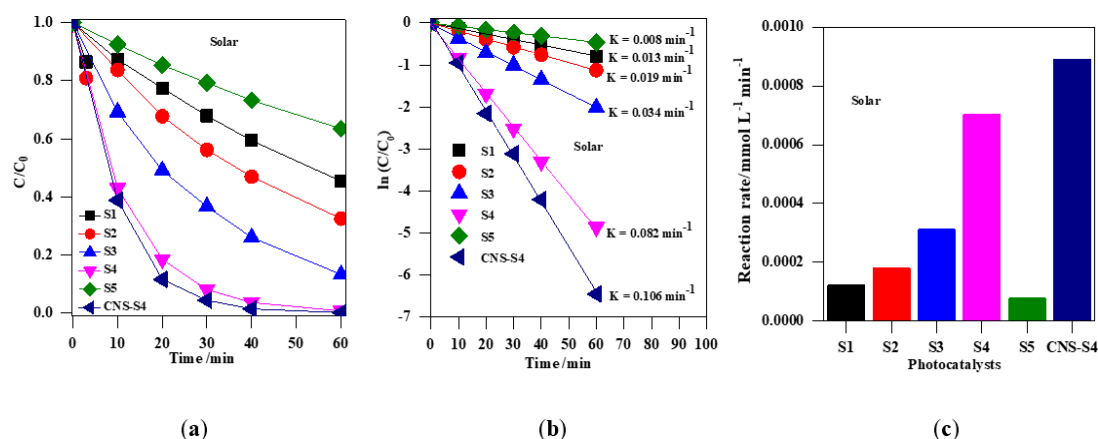 1.0
0.8
0.6
0.4
0.2
0.0
C/C₀
Solar
S1
S2
S3
S4
S5
CNS-S4
0 10 20 30 40 50 60
Time /min
(a)
0
-1
-2
-3
-4
-5
-6
-7
ln (C/C₀)
K = 0.008 min⁻¹
K = 0.013 min⁻¹
K = 0.019 min⁻¹
K = 0.034 min⁻¹
Solar
S1
S2
S3
S4
S5
CNS-S4
K = 0.082 min⁻¹
K = 0.106 min⁻¹
0 10 20 30 40 50 60 70 80 90 100
Time/min
(b)
0.0010
0.0008
0.0006
0.0004
0.0002
0.0000
Reaction rate/mmol L⁻¹ min⁻¹
Solar
S1 S2 S3 S4 S5 CNS-S4
Photocatalysts
(c)